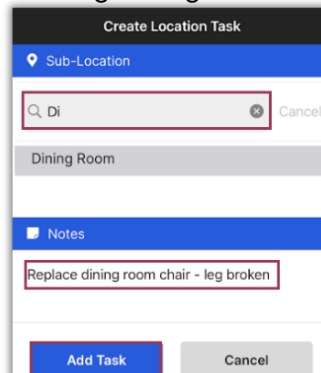 Create Location Task
Sub-Location
Di
Cancel
Dining Room
Notes
Replace dining room chair - leg broken
Add Task
Cancel